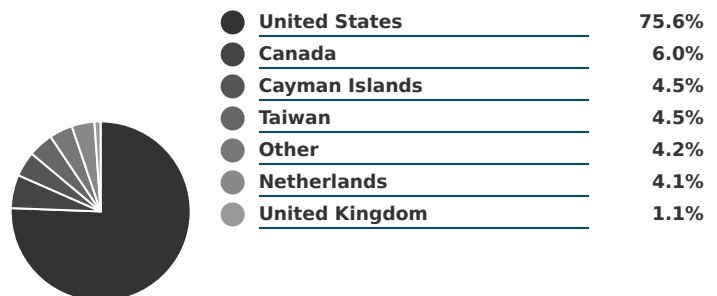 United States 75.6%
Canada 6.0%
Cayman Islands 4.5%
Taiwan 4.5%
Other 4.2%
Netherlands 4.1%
United Kingdom 1.1%